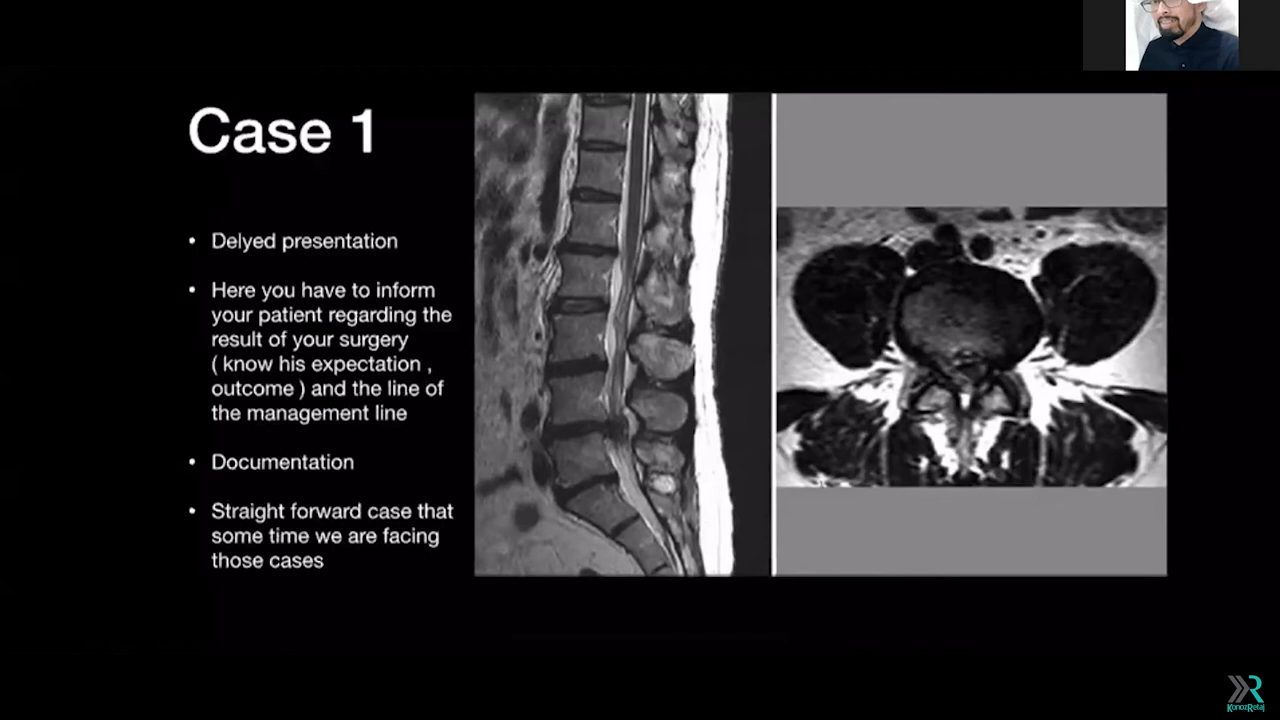 Case 1
• Delyed presentation
• Here you have to inform
your patient regarding the
result of your surgery
( know his expectation ,
outcome ) and the line of
the management line
• Documentation
• Straight forward case that
some time we are facing
those cases
KonozRetaj